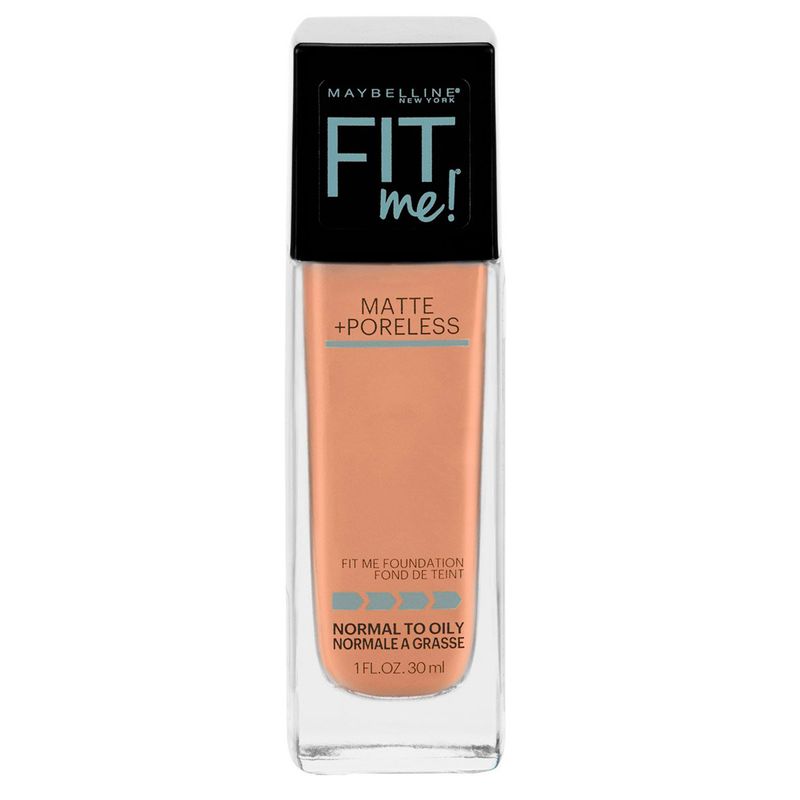 MAYBELLINE®
NEW YORK
FIT
me!
MATTE
+PORELESS
FIT ME FOUNDATION
FOND DE TEINT
NORMAL TO OILY
NORMALE A GRASSE
1 FL.OZ. 30 ml